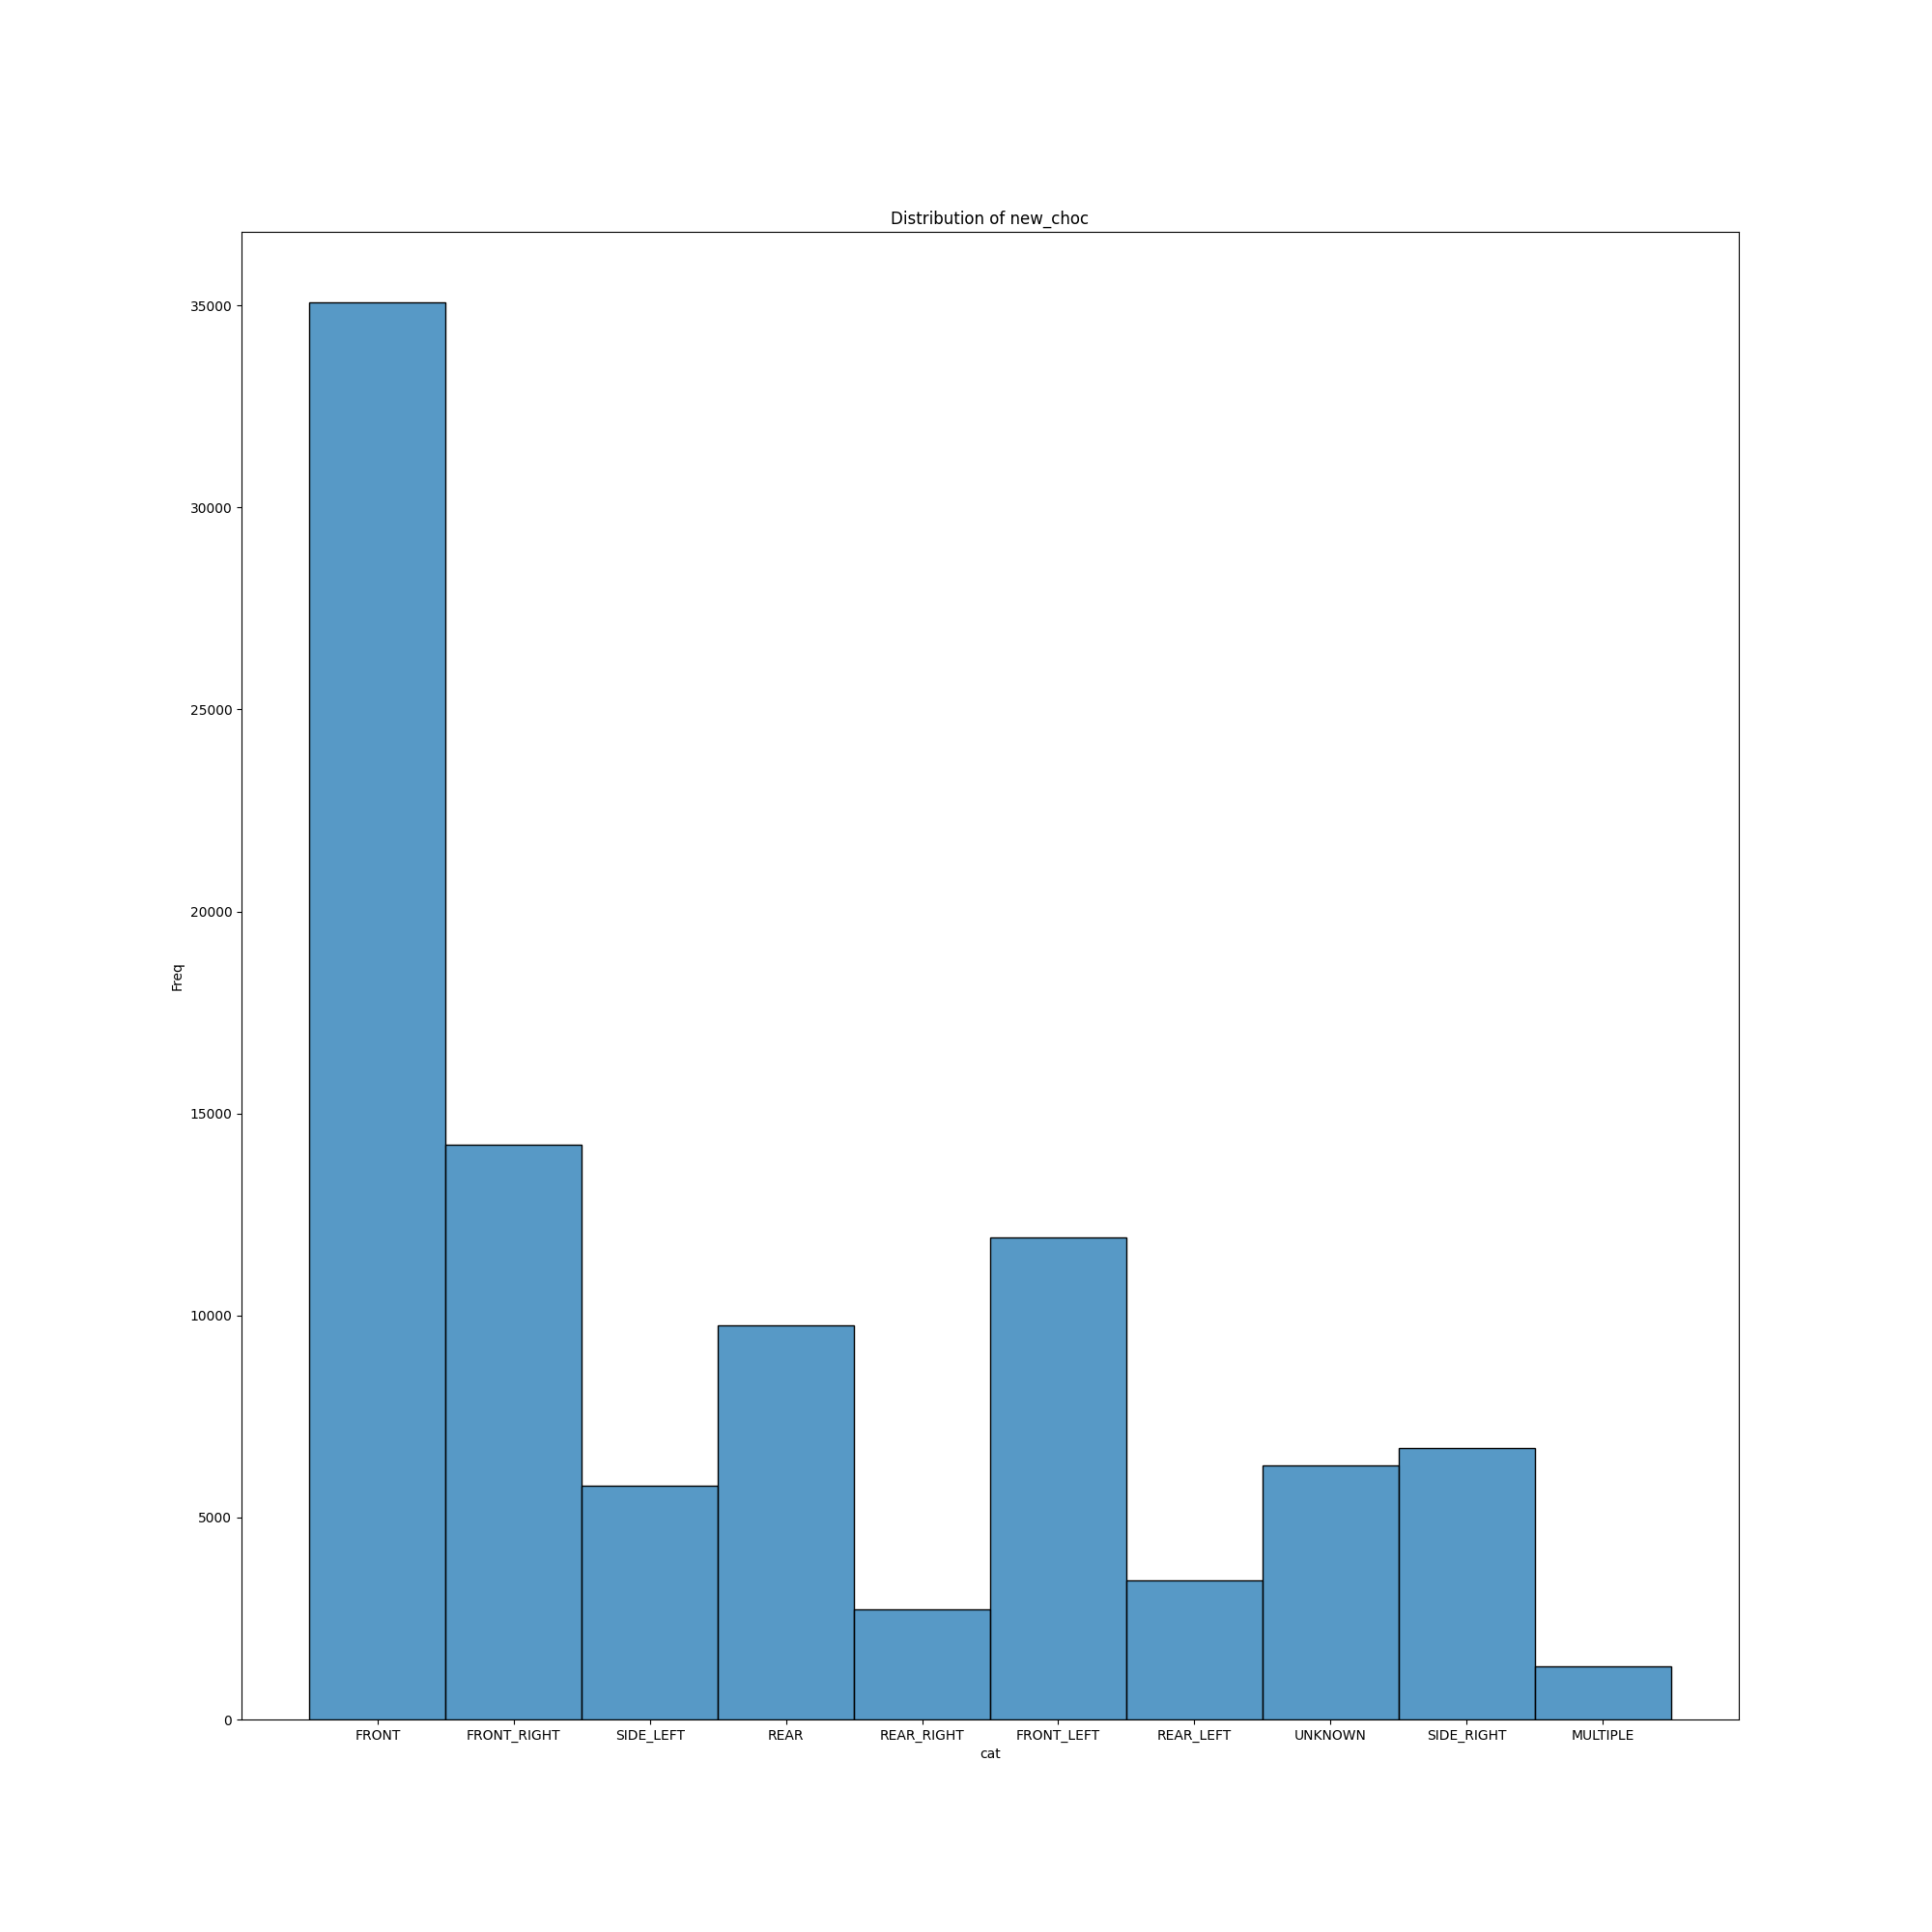 Distribution of new_choc
35000
30000
25000
20000
15000
10000
5000
0
Freq
FRONT FRONT_RIGHT SIDE_LEFT REAR REAR_RIGHT FRONT_LEFT REAR_LEFT UNKNOWN SIDE_RIGHT MULTIPLE
cat